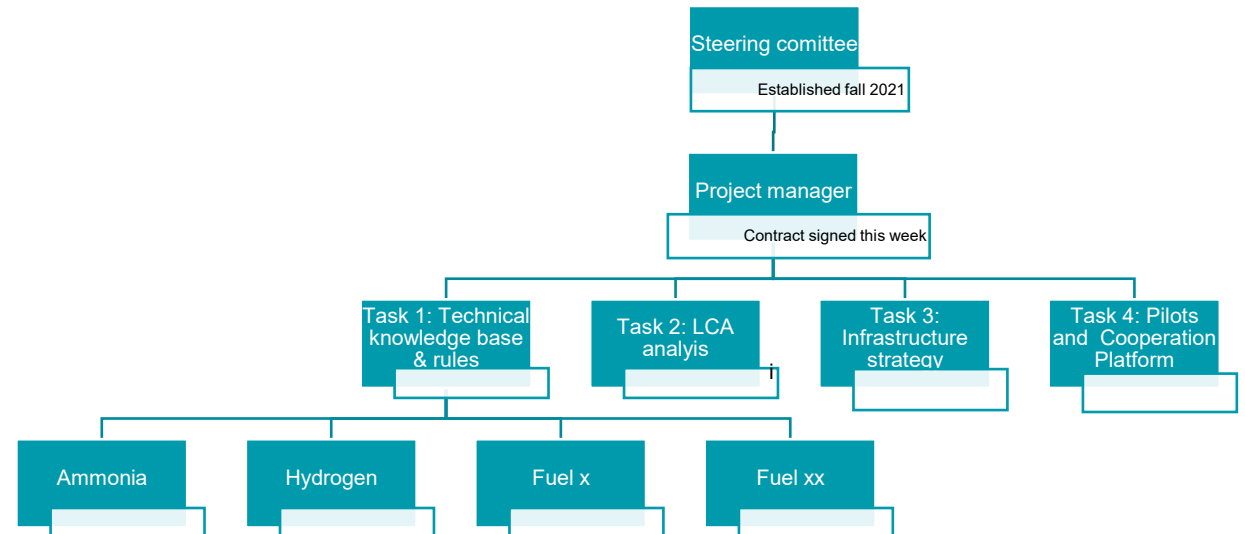 Steering comittee
Established fall 2021
Project manager
Contract signed this week
Task 1: Technical
knowledge base
& rules
Task 2: LCA
analyis
i
Task 3:
Infrastructure
strategy
Task 4: Pilots
and Cooperation
Platform
Ammonia
Hydrogen
Fuel x
Fuel xx